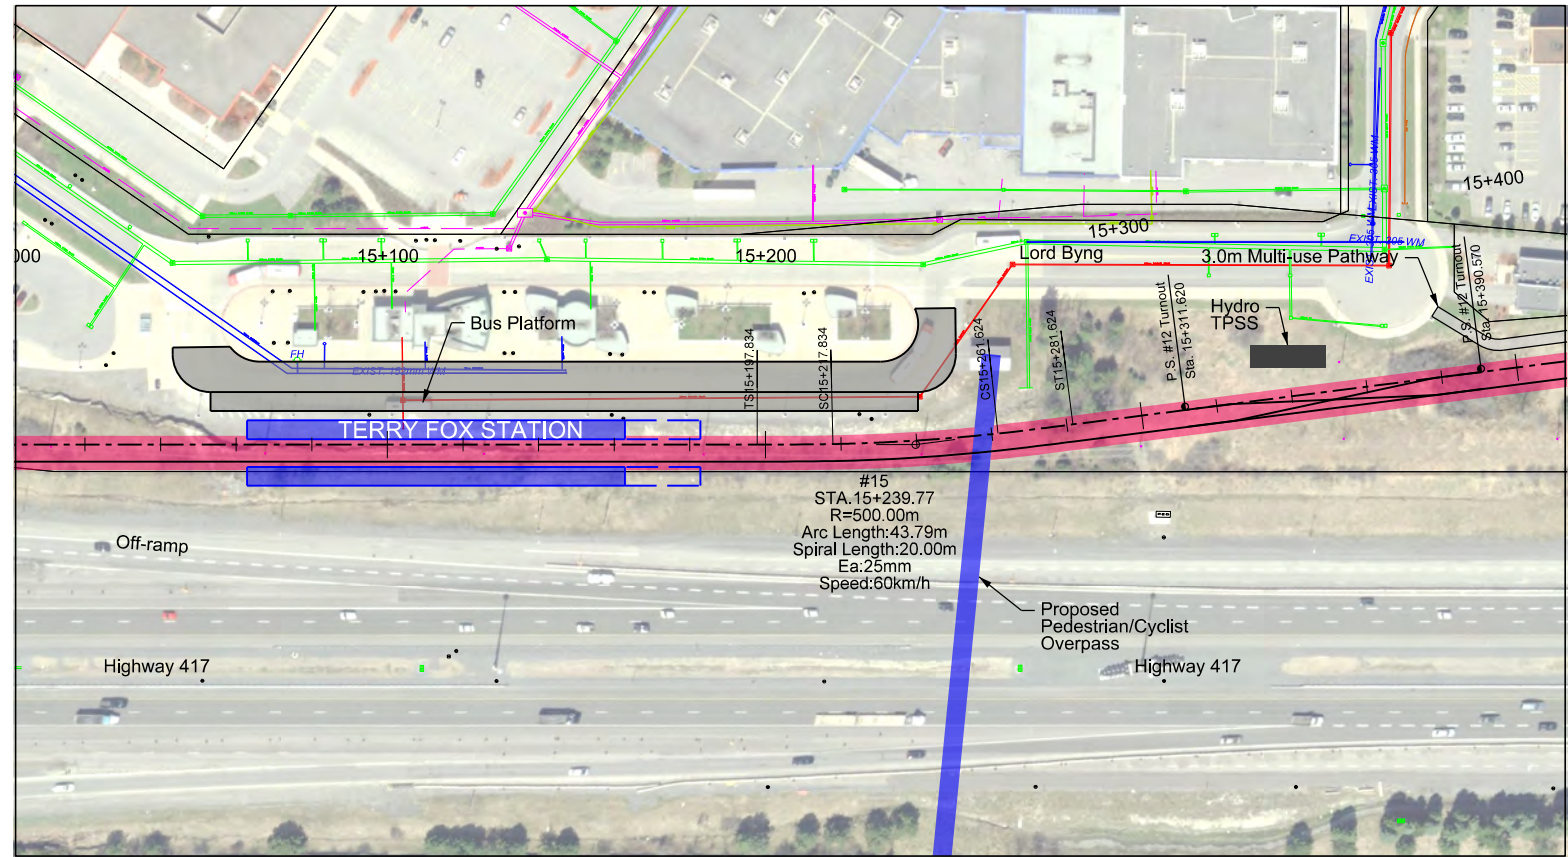 15+400
000
15+100
15+200
15+300
Lord Byng
EXIST. 305 WM
EXIST. 305 WM
3.0m Multi-use Pathway
Hydro
TPSS
P.S. #12 Turnout
Sta. 15+311.620
P.S. #12 Turnout
Sta. 15+390.570
Bus Platform
FH
TS15+197.834
SC15+217.834
CS15+261.624
ST15+281.624
TERRY FOX STATION
#15
STA.15+239.77
R=500.00m
Arc Length:43.79m
Spiral Length:20.00m
Ea:25mm
Speed:60km/h
Off-ramp
Proposed
Pedestrian/Cyclist
Overpass
Highway 417
Highway 417